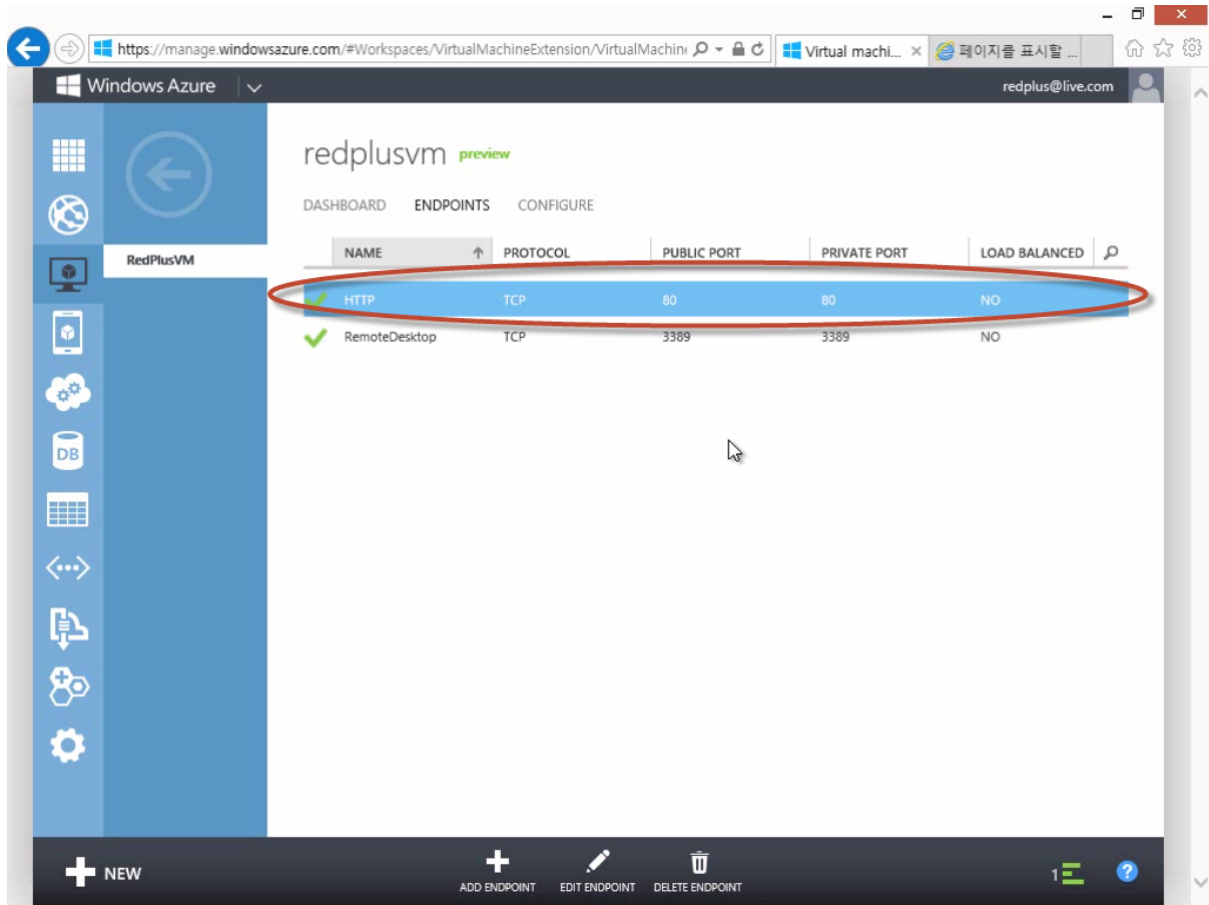 https://manage.windowsazure.com/#Workspaces/VirtualMachineExtension/VirtualMachin
Virtual machi...
페이지를 표시할 ...
Windows Azure
redplus@live.com
redplusvm preview
DASHBOARD ENDPOINTS CONFIGURE
RedPlusVM
NAME PROTOCOL PUBLIC PORT PRIVATE PORT LOAD BALANCED
HTTP TCP 80 80 NO
RemoteDesktop TCP 3389 3389 NO
DB
NEW
ADD ENDPOINT EDIT ENDPOINT DELETE ENDPOINT
1
?